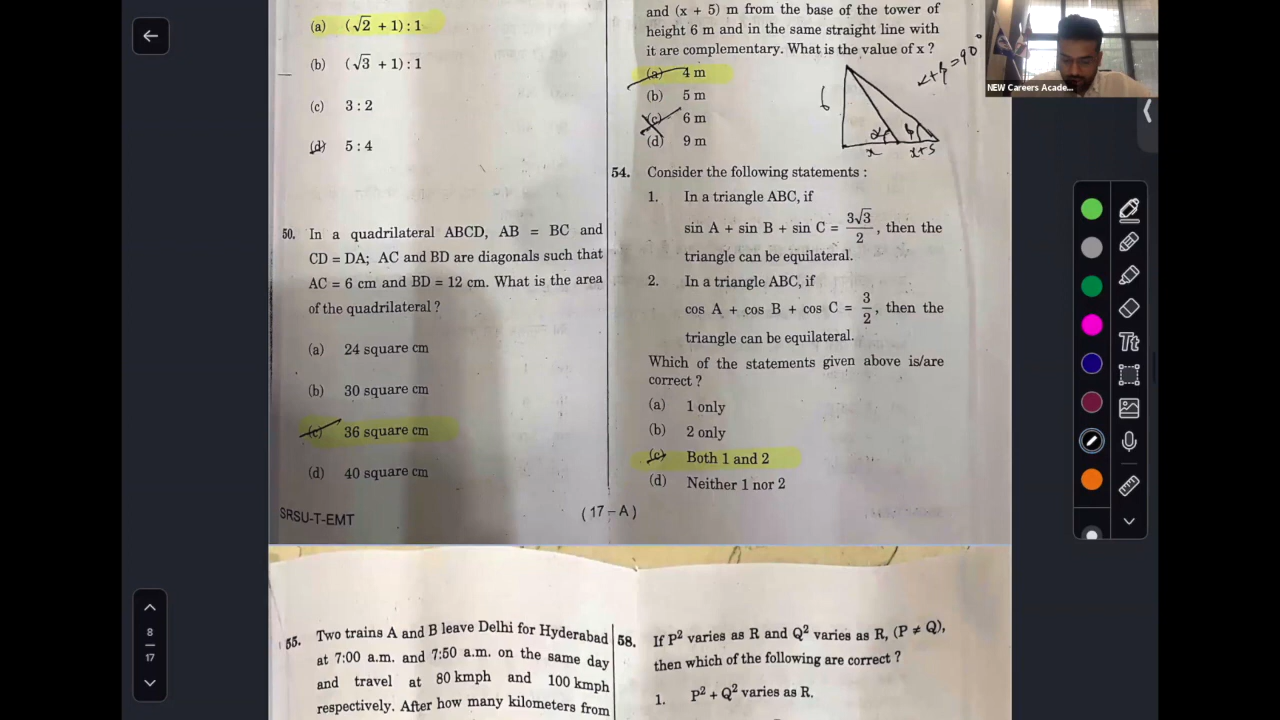 (a) (√2 + 1) : 1
(b) (√3 + 1) : 1
(c) 3 : 2
(d) 5 : 4
50. In a quadrilateral ABCD, AB = BC and
CD = DA; AC and BD are diagonals such that
AC = 6 cm and BD = 12 cm. What is the area
of the quadrilateral ?
(a) 24 square cm
(b) 30 square cm
(c) 36 square cm
(d) 40 square cm
SRSU-T-EMT
( 17 – A )
and (x + 5) m from the base of the tower of
height 6 m and in the same straight line with
it are complementary. What is the value of x ?
(a) 4 m
(b) 5 m
(c) 6 m
(d) 9 m
6
x
x+5
54. Consider the following statements :
1. In a triangle ABC, if
sin A + sin B + sin C = 3√3/2, then the
triangle can be equilateral.
2. In a triangle ABC, if
cos A + cos B + cos C = 3/2, then the
triangle can be equilateral.
Which of the statements given above is/are
correct ?
(a) 1 only
(b) 2 only
(c) Both 1 and 2
(d) Neither 1 nor 2
55. Two trains A and B leave Delhi for Hyderabad
at 7:00 a.m. and 7:50 a.m. on the same day
and travel at 80 kmph and 100 kmph
respectively. After how many kilometers from
58. If P² varies as R and Q² varies as R, (P ≠ Q),
then which of the following are correct ?
1. P² + Q² varies as R.
NEW Careers Acade...
Tt
8
17